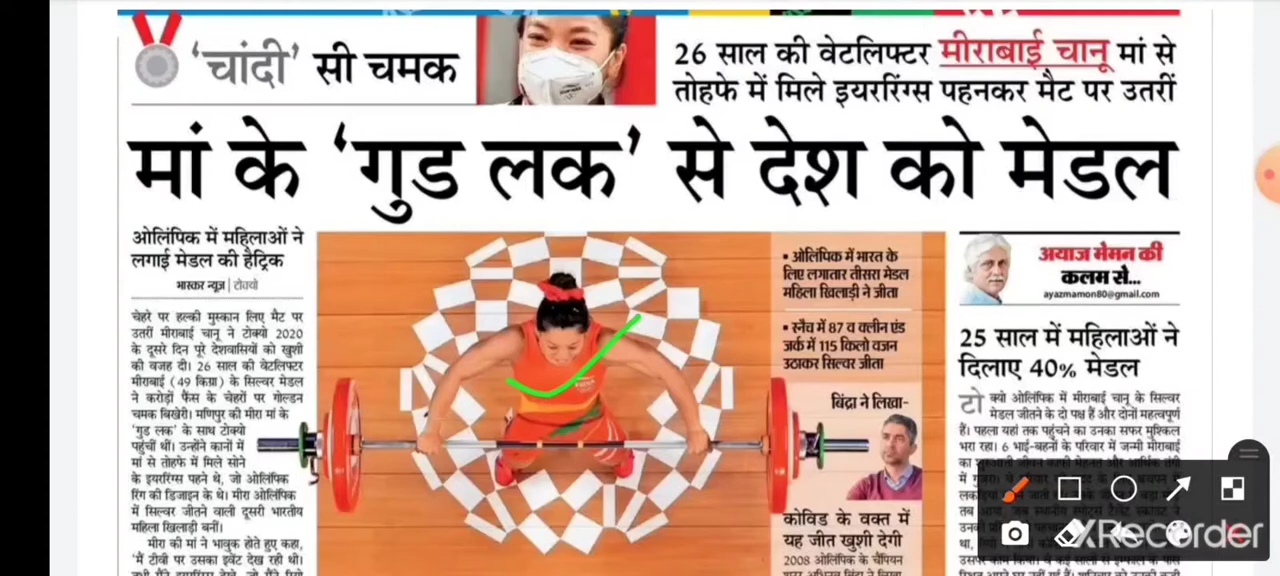 'चांदी' सी चमक
26 साल की वेटलिफ्टर मीराबाई चानू मां से
तोहफे में मिले इयररिंग्स पहनकर मैट पर उतरीं
मां के 'गुड लक' से देश को मेडल
ओलिंपिक में महिलाओं ने
लगाई मेडल की हैट्रिक
भास्कर न्यूज | टोक्यो
चेहरे पर हल्की मुस्कान लिए मैट पर
उतरीं मीराबाई चानू ने टोक्यो 2020
के दूसरे दिन पूरे देशवासियों को खुशी
की वजह दी। 26 साल की वेटलिफ्टर
मीराबाई (49 किग्रा) के सिल्वर मेडल
ने करोड़ों फैंस के चेहरों पर गोल्डन
चमक बिखेरी। मणिपुर की मीरा मां के
'गुड लक' के साथ टोक्यो
पहुंचीं थीं। उन्होंने कानों में
मां से तोहफे में मिले सोने
के इयररिंग्स पहने थे, जो ओलिंपिक
रिंग की डिजाइन के थे। मीरा ओलिंपिक
में सिल्वर जीतने वाली दूसरी भारतीय
महिला खिलाड़ी बनीं।
मीरा की मां ने भावुक होते हुए कहा,
'मैं टीवी पर उसका इवेंट देख रही थी।
▪ ओलिंपिक में भारत के
लिए लगातार तीसरा मेडल
महिला खिलाड़ी ने जीता
▪ स्नैच में 87 व क्लीन एंड
जर्क में 115 किलो वजन
उठाकर सिल्वर जीता
बिंद्रा ने लिखा-
कोविड के वक्त में
यह जीत खुशी देगी
2008 ओलिंपिक के चैंपियन
अयाज मेमन की
कलम से...
ayazmamon80@gmail.com
25 साल में महिलाओं ने
दिलाए 40% मेडल
टोक्यो ओलिंपिक में मीराबाई चानू के सिल्वर
मेडल जीतने के दो पक्ष हैं और दोनों महत्वपूर्ण
हैं। पहला यहां तक पहुंचने का उनका सफर मुश्किल
भरा रहा। 6 भाई-बहनों के परिवार में जन्मी मीराबाई
XRecorder